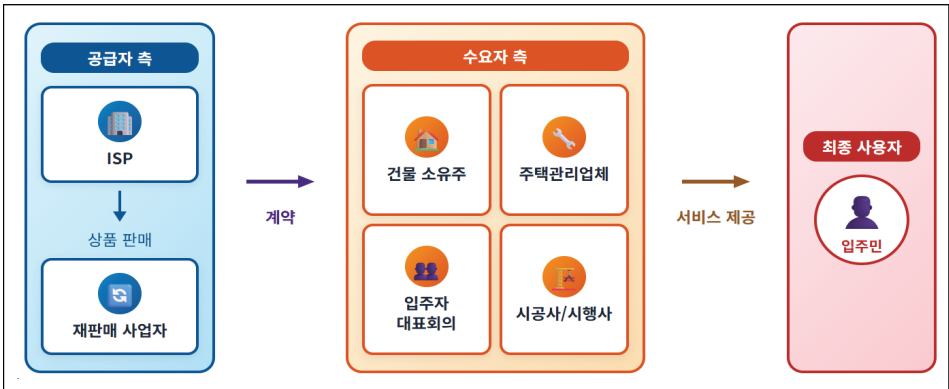 공급자 측
ISP
상품 판매
재판매 사업자
계약
수요자 측
건물 소유주
주택관리업체
입주자
대표회의
시공사/시행사
서비스 제공
최종 사용자
입주민